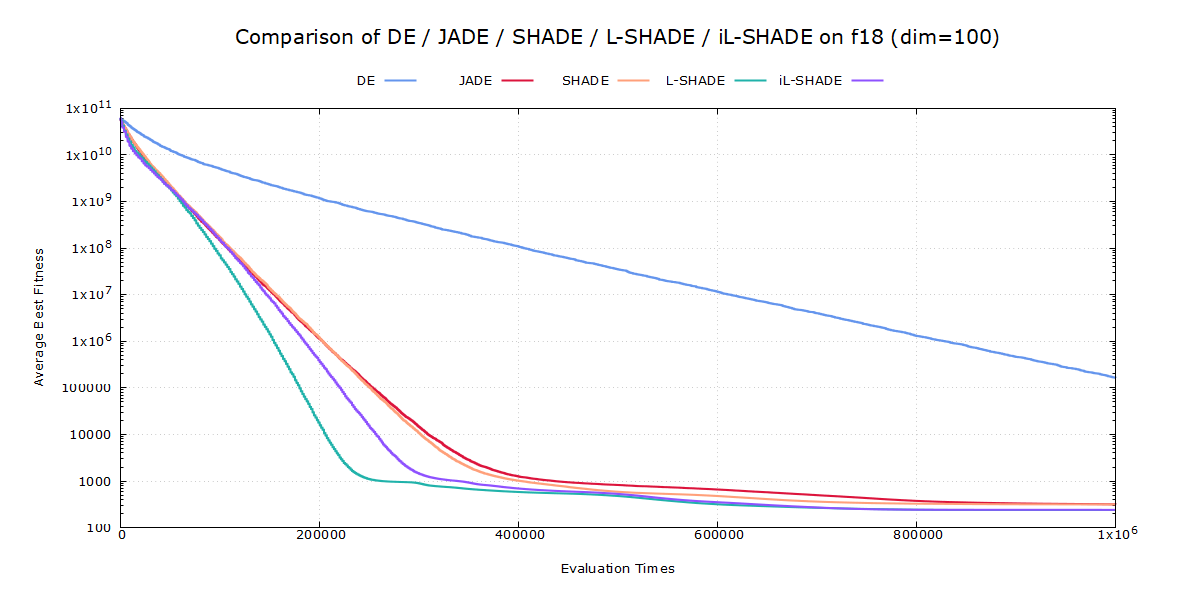 Comparison of DE / JADE / SHADE / L-SHADE / iL-SHADE on f18 (dim=100)
DE JADE SHADE L-SHADE iL-SHADE
1x10^11
1x10^10
1x10^9
1x10^8
1x10^7
1x10^6
100000
10000
1000
100
Average Best Fitness
0 200000 400000 600000 800000 1x10^6
Evaluation Times